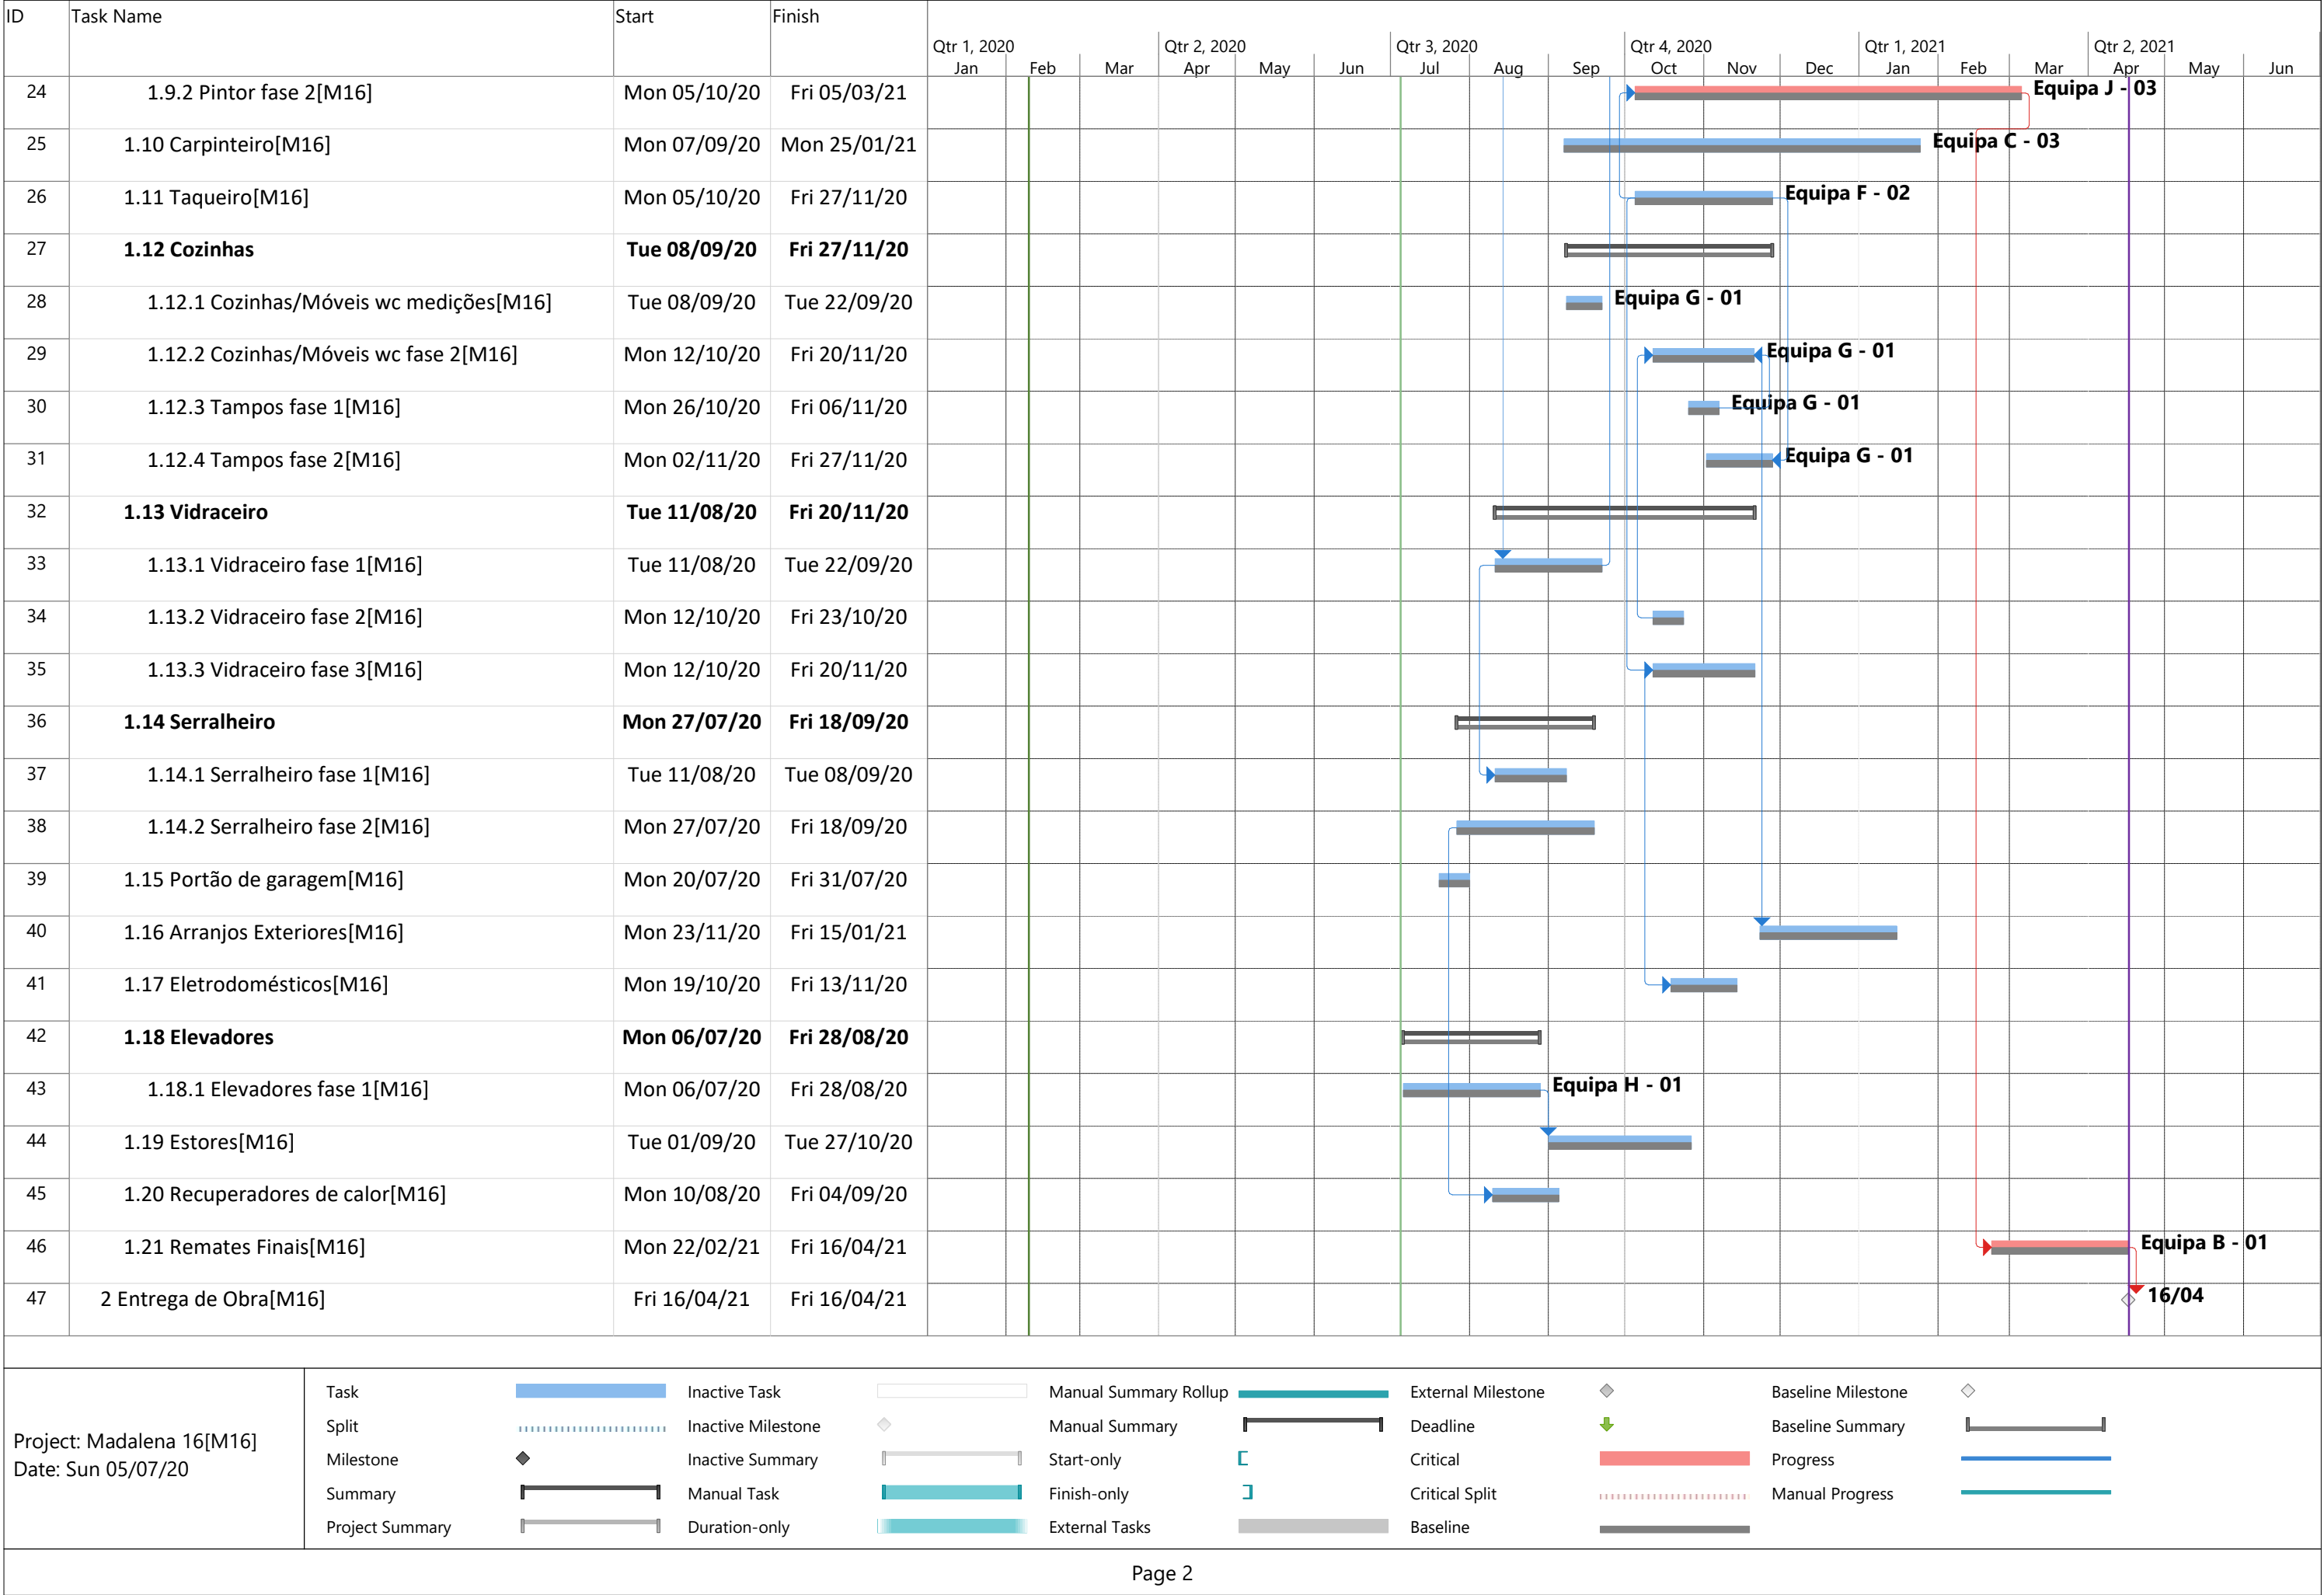 ID Task Name Start Finish
Qtr 1, 2020 Qtr 2, 2020 Qtr 3, 2020 Qtr 4, 2020 Qtr 1, 2021 Qtr 2, 2021
Jan Feb Mar Apr May Jun Jul Aug Sep Oct Nov Dec Jan Feb Mar Apr May Jun
24 1.9.2 Pintor fase 2[M16] Mon 05/10/20 Fri 05/03/21 Equipa J - 03
25 1.10 Carpinteiro[M16] Mon 07/09/20 Mon 25/01/21 Equipa C - 03
26 1.11 Taqueiro[M16] Mon 05/10/20 Fri 27/11/20 Equipa F - 02
27 1.12 Cozinhas Tue 08/09/20 Fri 27/11/20
28 1.12.1 Cozinhas/Móveis wc medições[M16] Tue 08/09/20 Tue 22/09/20 Equipa G - 01
29 1.12.2 Cozinhas/Móveis wc fase 2[M16] Mon 12/10/20 Fri 20/11/20 Equipa G - 01
30 1.12.3 Tampos fase 1[M16] Mon 26/10/20 Fri 06/11/20 Equipa G - 01
31 1.12.4 Tampos fase 2[M16] Mon 02/11/20 Fri 27/11/20 Equipa G - 01
32 1.13 Vidraceiro Tue 11/08/20 Fri 20/11/20
33 1.13.1 Vidraceiro fase 1[M16] Tue 11/08/20 Tue 22/09/20
34 1.13.2 Vidraceiro fase 2[M16] Mon 12/10/20 Fri 23/10/20
35 1.13.3 Vidraceiro fase 3[M16] Mon 12/10/20 Fri 20/11/20
36 1.14 Serralheiro Mon 27/07/20 Fri 18/09/20
37 1.14.1 Serralheiro fase 1[M16] Tue 11/08/20 Tue 08/09/20
38 1.14.2 Serralheiro fase 2[M16] Mon 27/07/20 Fri 18/09/20
39 1.15 Portão de garagem[M16] Mon 20/07/20 Fri 31/07/20
40 1.16 Arranjos Exteriores[M16] Mon 23/11/20 Fri 15/01/21
41 1.17 Eletrodomésticos[M16] Mon 19/10/20 Fri 13/11/20
42 1.18 Elevadores Mon 06/07/20 Fri 28/08/20
43 1.18.1 Elevadores fase 1[M16] Mon 06/07/20 Fri 28/08/20 Equipa H - 01
44 1.19 Estores[M16] Tue 01/09/20 Tue 27/10/20
45 1.20 Recuperadores de calor[M16] Mon 10/08/20 Fri 04/09/20
46 1.21 Remates Finais[M16] Mon 22/02/21 Fri 16/04/21 Equipa B - 01
47 2 Entrega de Obra[M16] Fri 16/04/21 Fri 16/04/21 16/04
Project: Madalena 16[M16]
Date: Sun 05/07/20
Task Inactive Task Manual Summary Rollup External Milestone Baseline Milestone
Split Inactive Milestone Manual Summary Deadline Baseline Summary
Milestone Inactive Summary Start-only Critical Progress
Summary Manual Task Finish-only Critical Split Manual Progress
Project Summary Duration-only External Tasks Baseline
Page 2